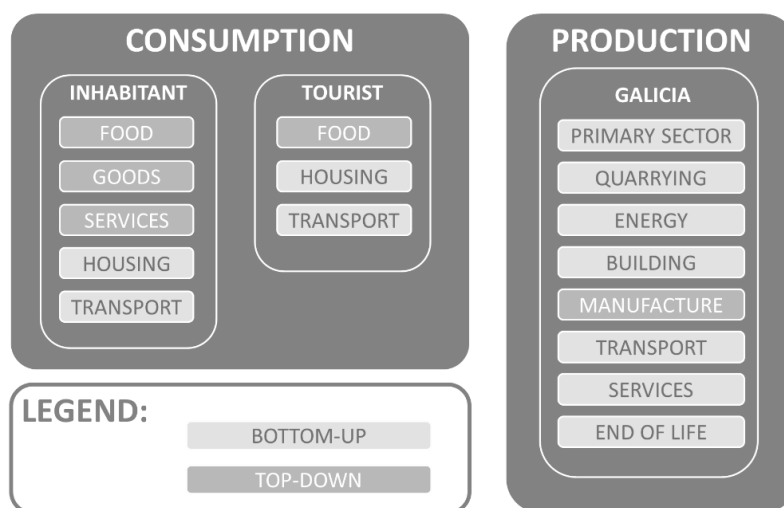 CONSUMPTION
INHABITANT
FOOD
GOODS
SERVICES
HOUSING
TRANSPORT
TOURIST
FOOD
HOUSING
TRANSPORT
PRODUCTION
GALICIA
PRIMARY SECTOR
QUARRYING
ENERGY
BUILDING
MANUFACTURE
TRANSPORT
SERVICES
END OF LIFE
LEGEND:
BOTTOM-UP
TOP-DOWN